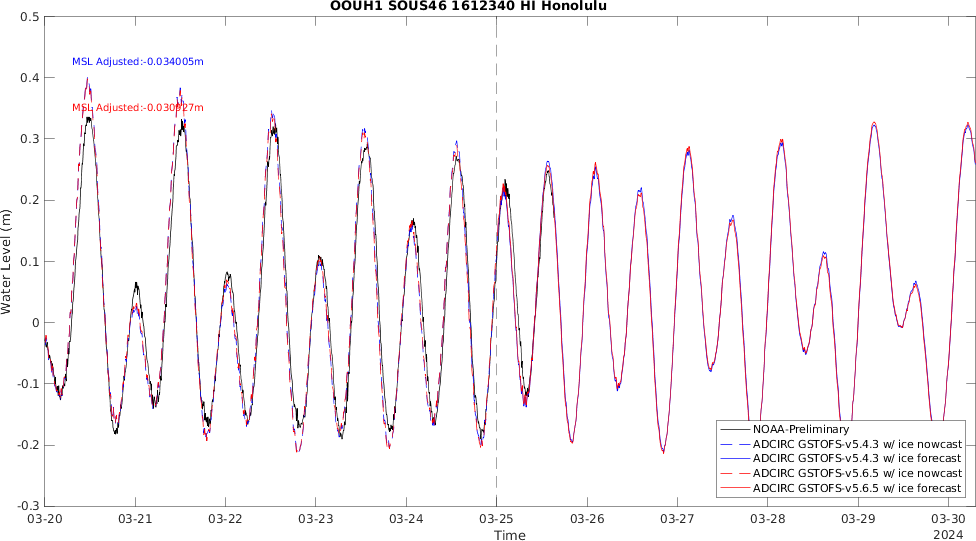 OOUH1 SOUS46 1612340 HI Honolulu
0.5
MSL Adjusted:-0.034005m
0.4
MSL Adjusted:-0.030927m
0.3
0.2
0.1
0
-0.1
-0.2
-0.3
Water Level (m)
NOAA-Preliminary
ADCIRC GSTOFS-v5.4.3 w/ ice nowcast
ADCIRC GSTOFS-v5.4.3 w/ ice forecast
ADCIRC GSTOFS-v5.6.5 w/ ice nowcast
ADCIRC GSTOFS-v5.6.5 w/ ice forecast
03-20 03-21 03-22 03-23 03-24 03-25 03-26 03-27 03-28 03-29 03-30
Time
2024